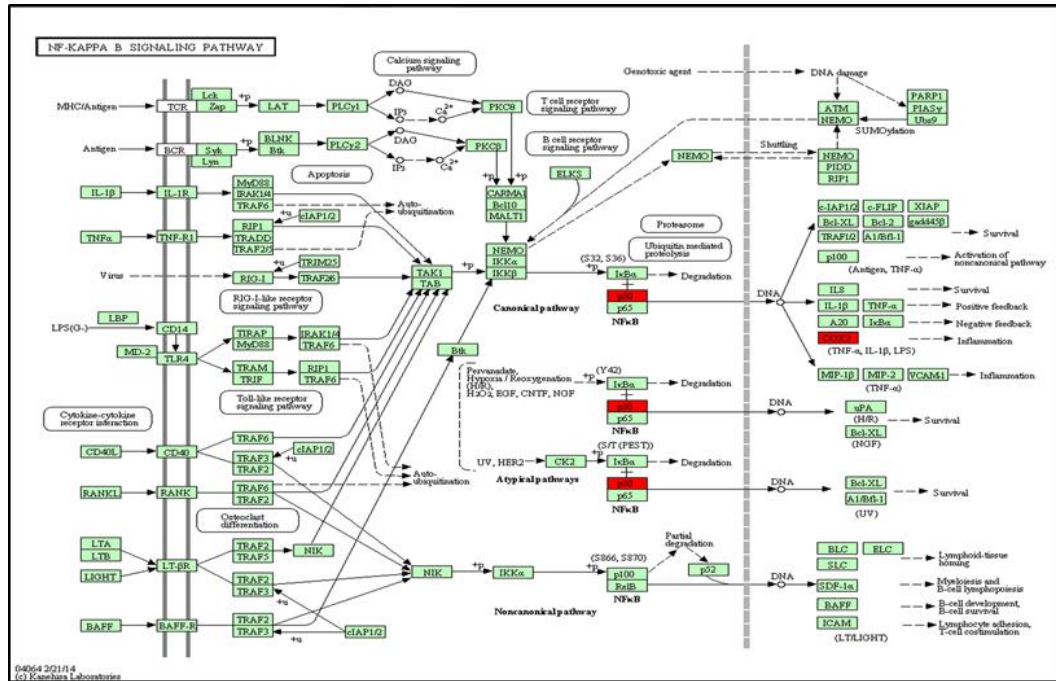 NF-KAPPA B SIGNALING PATHWAY
MHC/Antigen
TCR
Lck
Zap
+p
LAT
PLCγ1
DAG
IP3
Ca2+
Calcium signaling
pathway
PKCθ
T cell receptor
signaling pathway
Antigen
BCR
Syk
Lyn
+p
BLNK
Btk
PLCγ2
DAG
IP3
Ca2+
PKCβ
B cell receptor
signaling pathway
+p
+p
CARMA1
Bcl10
MALT1
ELKS
Genotoxic agent
DNA damage
ATM
NEMO
PARP1
PIASy
Ubc9
SUMOylation
Shuttling
NEMO
NEMO
PIDD
RIP1
Apoptosis
IL-1β
IL-1R
MyD88
IRAK1/4
TRAF6
Auto-
ubiquitination
TNFα
TNF-R1
RIP1
TRADD
TRAF2/5
+u
cIAP1/2
Virus
RIG-I
+u
TRIM25
TRAF2/6
RIG-I-like receptor
signaling pathway
TAK1
TAB
+p
NEMO
IKKα
IKKβ
Protearome
Ubiquitin mediated
proteolysis
(S32, S36)
+p
IκBα
Degradation
Canonical pathway
p50
p65
NFκB
DNA
c-IAP1/2
c-FLIP
XIAP
Bcl-XL
Bcl-2
gadd45β
TRAF1/2
A1/Bfl-1
Survival
p100
(Antigen, TNF-α)
Activation of
noncanonical pathway
IL8
Survival
IL-1β
TNF-α
Positive feedback
A20
IκBα
Negative feedback
COX2
Inflammation
(TNF-α, IL-1β, LPS)
MIP-1β
MIP-2
VCAM-1
Inflammation
(TNF-α)
LPS(G-)
LBP
CD14
MD-2
TLR4
TIRAP
MyD88
IRAK1/4
TRAF6
TRAM
TRIF
RIP1
TRAF6
Toll-like receptor
signaling pathway
Btk
Pervanadate,
Hypoxia / Reoxygenation
(H/R),
H2O2, EGF, CNTF, NGF
+p
(Y42)
IκBα
Degradation
p50
p65
NFκB
DNA
uPA
(H/R)
Bcl-XL
(NGF)
Survival
Cytokine-cytokine
receptor interaction
CD40L
CD40
TRAF6
TRAF3
TRAF2
+u
cIAP1/2
Auto-
ubiquitination
UV, HER2
CK2
+p
(S/T (PEST))
IκBα
Degradation
Atypical pathways
p50
p65
NFκB
DNA
Bcl-XL
A1/Bfl-1
(UV)
Survival
RANKL
RANK
TRAF6
TRAF2
Osteoclast
differentiation
LTA
LTB
LIGHT
LT-βR
TRAF2
TRAF5
NIK
TRAF2
TRAF3
+u
NIK
+p
IKKα
+p
(S866, S870)
p100
RelB
NFκB
Partial
degradation
p52
Noncanonical pathway
DNA
BLC
ELC
SLC
Lymphoid-tissue
homing
SDF-1α
Myeloiesis and
B-cell lymphopoiesis
BAFF
B-cell development,
B-cell survival
ICAM
Lymphocyte adhesion,
T-cell costimulation
(LT/LIGHT)
BAFF
BAFF-R
TRAF2
TRAF3
+u
cIAP1/2
04064 2/21/14
(c) Kanehisa Laboratories